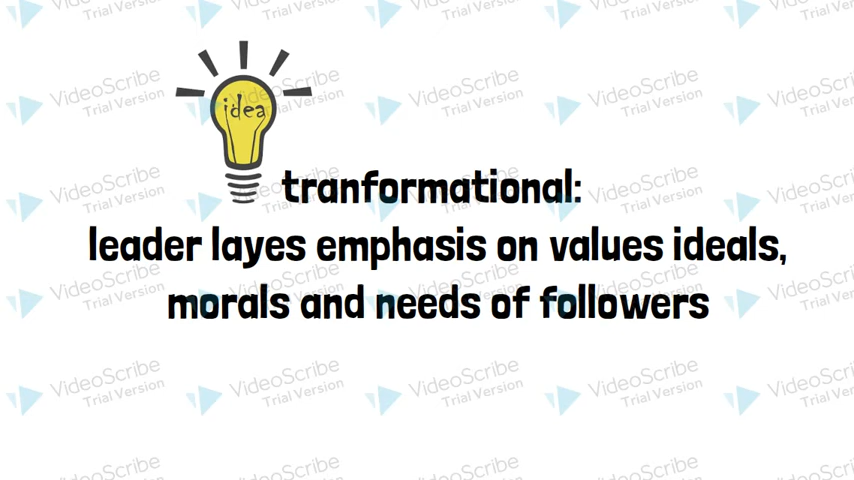 idea
tranformational:
leader layes emphasis on values ideals,
morals and needs of followers
VideoScribe
Trial Version